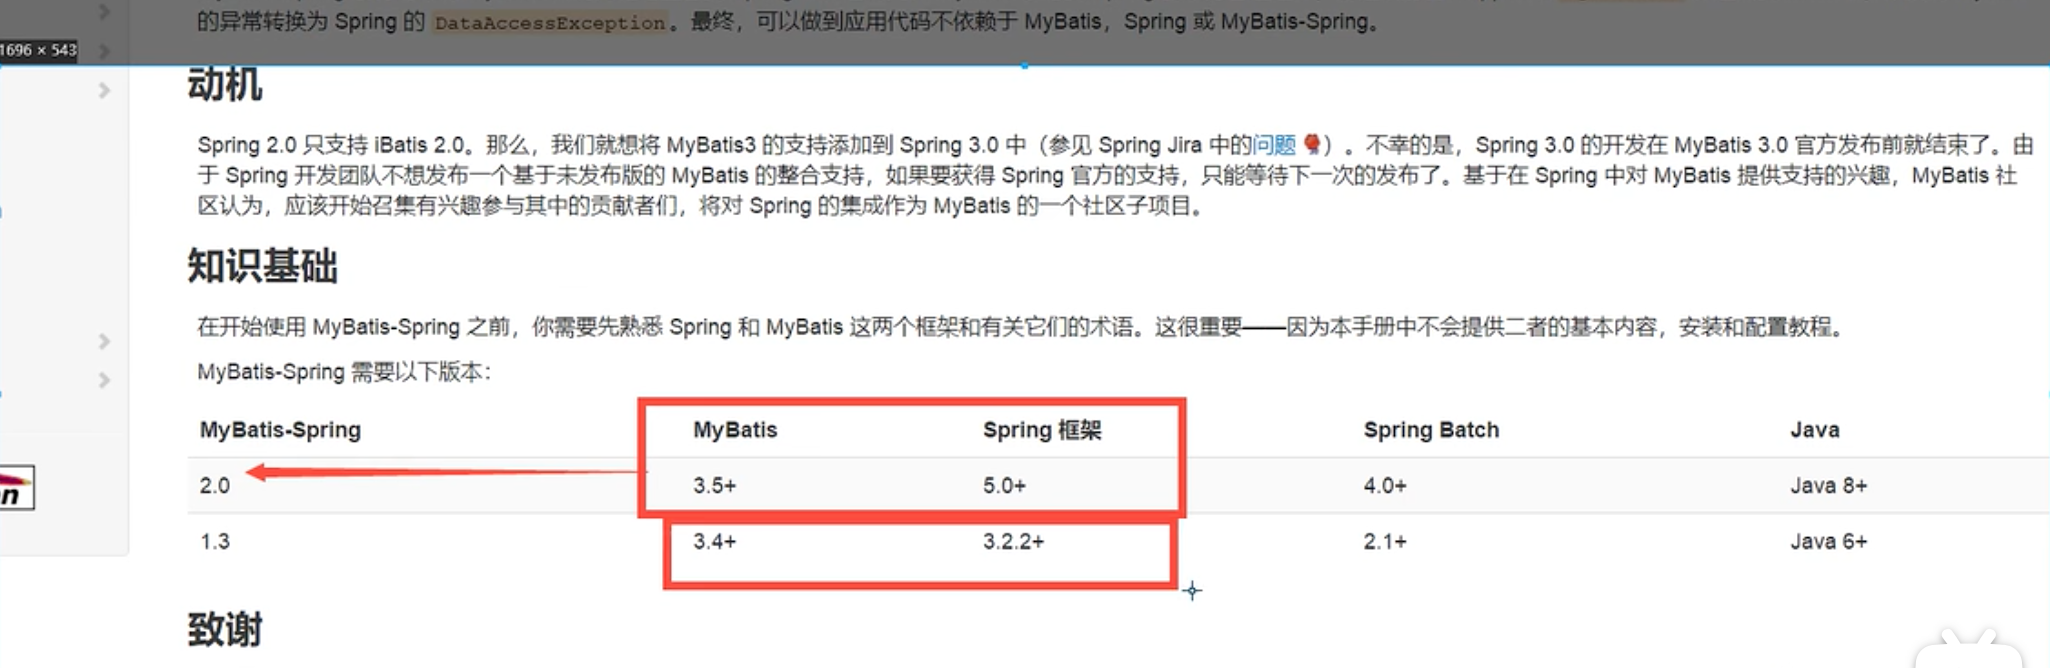 的异常转换为 Spring 的 DataAccessException。最终，可以做到应用代码不依赖于 MyBatis，Spring 或 MyBatis-Spring。
1696 × 543
动机
Spring 2.0 只支持 iBatis 2.0。那么，我们就想将 MyBatis3 的支持添加到 Spring 3.0 中（参见 Spring Jira 中的问题）。不幸的是，Spring 3.0 的开发在 MyBatis 3.0 官方发布前就结束了。由
于 Spring 开发团队不想发布一个基于未发布版的 MyBatis 的整合支持，如果要获得 Spring 官方的支持，只能等待下一次的发布了。基于在 Spring 中对 MyBatis 提供支持的兴趣，MyBatis 社
区认为，应该开始召集有兴趣参与其中的贡献者们，将对 Spring 的集成作为 MyBatis 的一个社区子项目。
知识基础
在开始使用 MyBatis-Spring 之前，你需要先熟悉 Spring 和 MyBatis 这两个框架和有关它们的术语。这很重要——因为本手册中不会提供二者的基本内容，安装和配置教程。
MyBatis-Spring 需要以下版本：
MyBatis-Spring MyBatis Spring 框架 Spring Batch Java
2.0 3.5+ 5.0+ 4.0+ Java 8+
1.3 3.4+ 3.2.2+ 2.1+ Java 6+
致谢